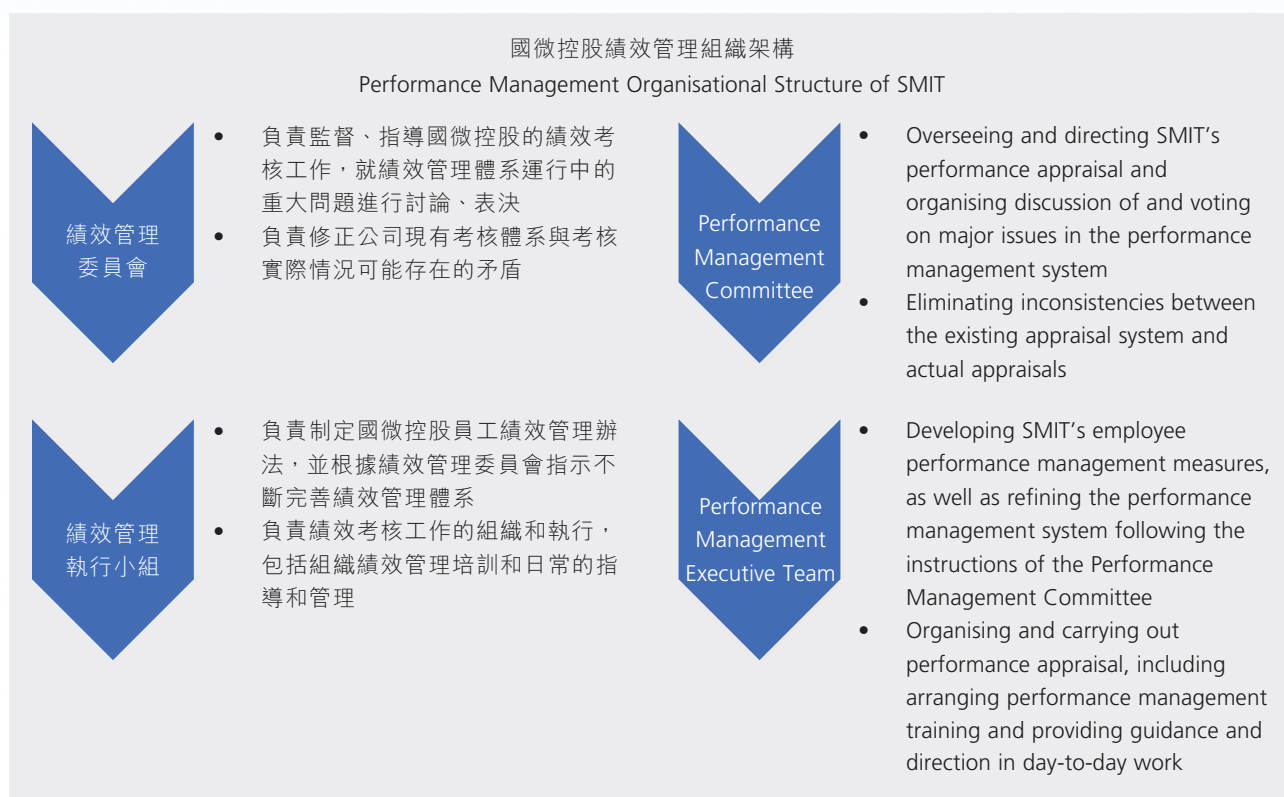 國微控股績效管理組織架構
Performance Management Organisational Structure of SMIT
績效管理
委員會
• 負責監督、指導國微控股的績效考
核工作，就績效管理體系運行中的
重大問題進行討論、表決
• 負責修正公司現有考核體系與考核
實際情況可能存在的矛盾
Performance
Management
Committee
• Overseeing and directing SMIT’s
performance appraisal and
organising discussion of and voting
on major issues in the performance
management system
• Eliminating inconsistencies between
the existing appraisal system and
actual appraisals
績效管理
執行小組
• 負責制定國微控股員工績效管理辦
法，並根據績效管理委員會指示不
斷完善績效管理體系
• 負責績效考核工作的組織和執行，
包括組織績效管理培訓和日常的指
導和管理
Performance
Management
Executive Team
• Developing SMIT’s employee
performance management measures,
as well as refining the performance
management system following the
instructions of the Performance
Management Committee
• Organising and carrying out
performance appraisal, including
arranging performance management
training and providing guidance and
direction in day-to-day work